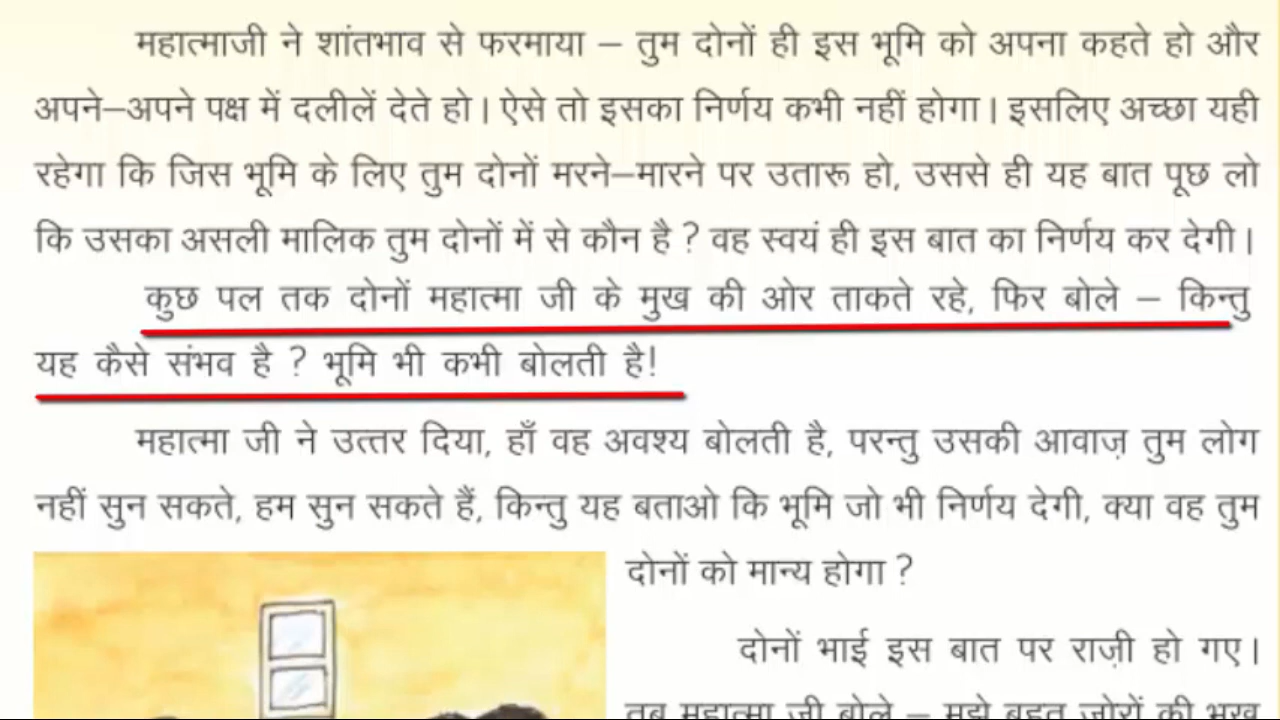 महात्माजी ने शांतभाव से फरमाया – तुम दोनों ही इस भूमि को अपना कहते हो और
अपने–अपने पक्ष में दलीलें देते हो। ऐसे तो इसका निर्णय कभी नहीं होगा। इसलिए अच्छा यही
रहेगा कि जिस भूमि के लिए तुम दोनों मरने–मारने पर उतारू हो, उससे ही यह बात पूछ लो
कि उसका असली मालिक तुम दोनों में से कौन है ? वह स्वयं ही इस बात का निर्णय कर देगी।
कुछ पल तक दोनों महात्मा जी के मुख की ओर ताकते रहे, फिर बोले – किन्तु
यह कैसे संभव है ? भूमि भी कभी बोलती है!
महात्मा जी ने उत्तर दिया, हाँ वह अवश्य बोलती है, परन्तु उसकी आवाज़ तुम लोग
नहीं सुन सकते, हम सुन सकते हैं, किन्तु यह बताओ कि भूमि जो भी निर्णय देगी, क्या वह तुम
दोनों को मान्य होगा ?
दोनों भाई इस बात पर राज़ी हो गए।
तब महात्मा जी बोले – मुझे बहुत जोरों की भूख